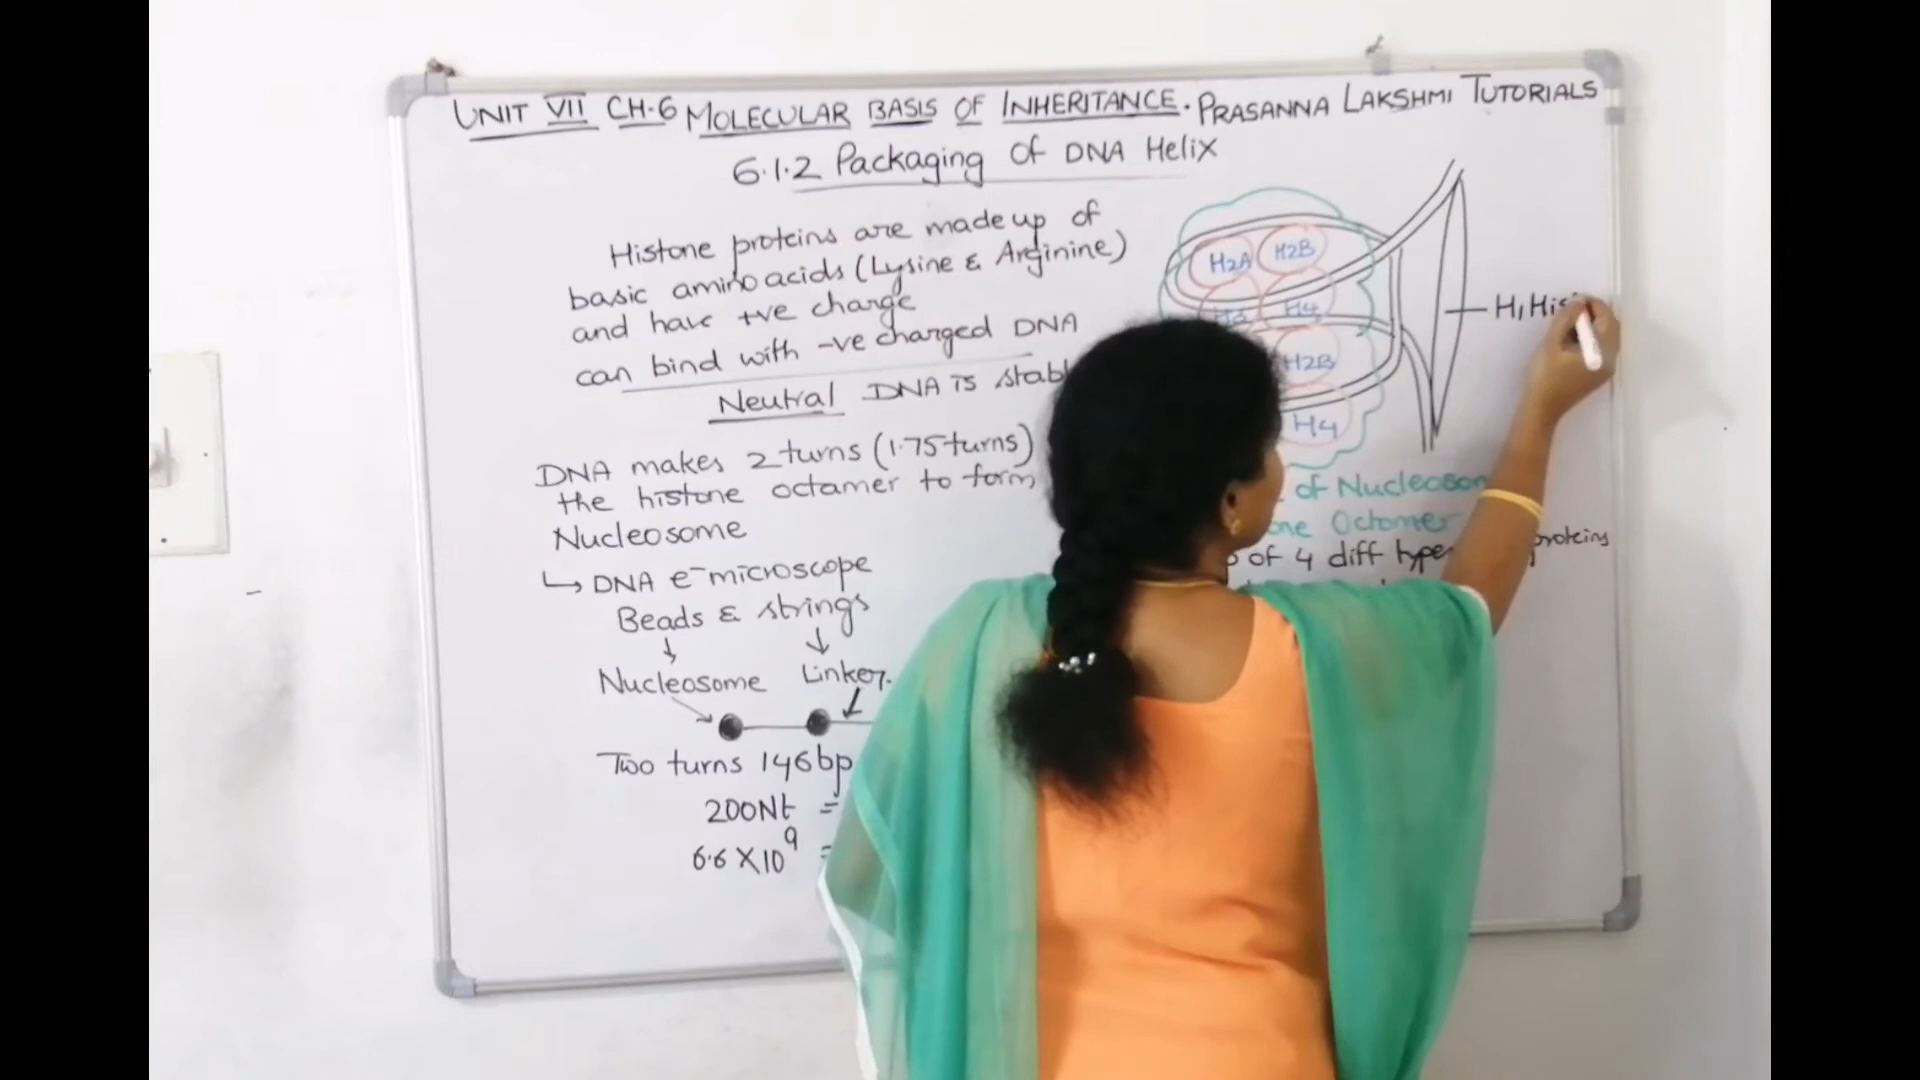 UNIT VII CH-6 MOLECULAR BASIS OF INHERITANCE. PRASANNA LAKSHMI TUTORIALS
6.1.2 Packaging Of DNA Helix
Histone proteins are made up of
basic amino acids (Lysine & Arginine)
and have +ve charge
can bind with -ve charged DNA
Neutral DNA is
DNA makes 2 turns (1.75 turns)
the histone octamer to form
Nucleosome
↳ DNA e⁻ microscope
Beads & strings
Nucleosome Linker.
Two turns 146bp
200Nt =
6.6 X 10⁹ =
H2A H2B
H3 H4
H2B
H4
H1
of
Octomer
of 4 diff proteins